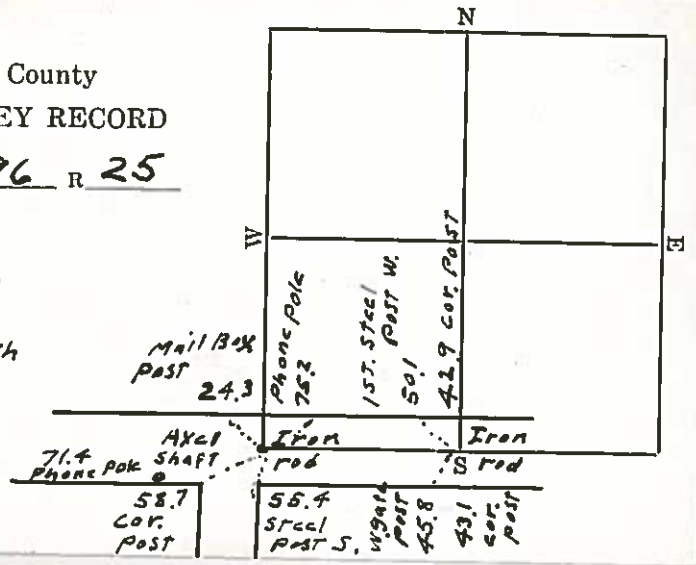 N
County
EY RECORD
96 R 25
W
E
Mail Box
Post
24.3
Phone Pole
75.2
1ST. Steel
Post W.
50.1
42.9 Cor. Post
Axel
Shaft
Iron
rod
S
Iron
rod
71.4
Phone Pole
58.7
Cor.
Post
55.4
Steel
Post S.
W. gate
Post
45.8
43.1
Cor.
Post